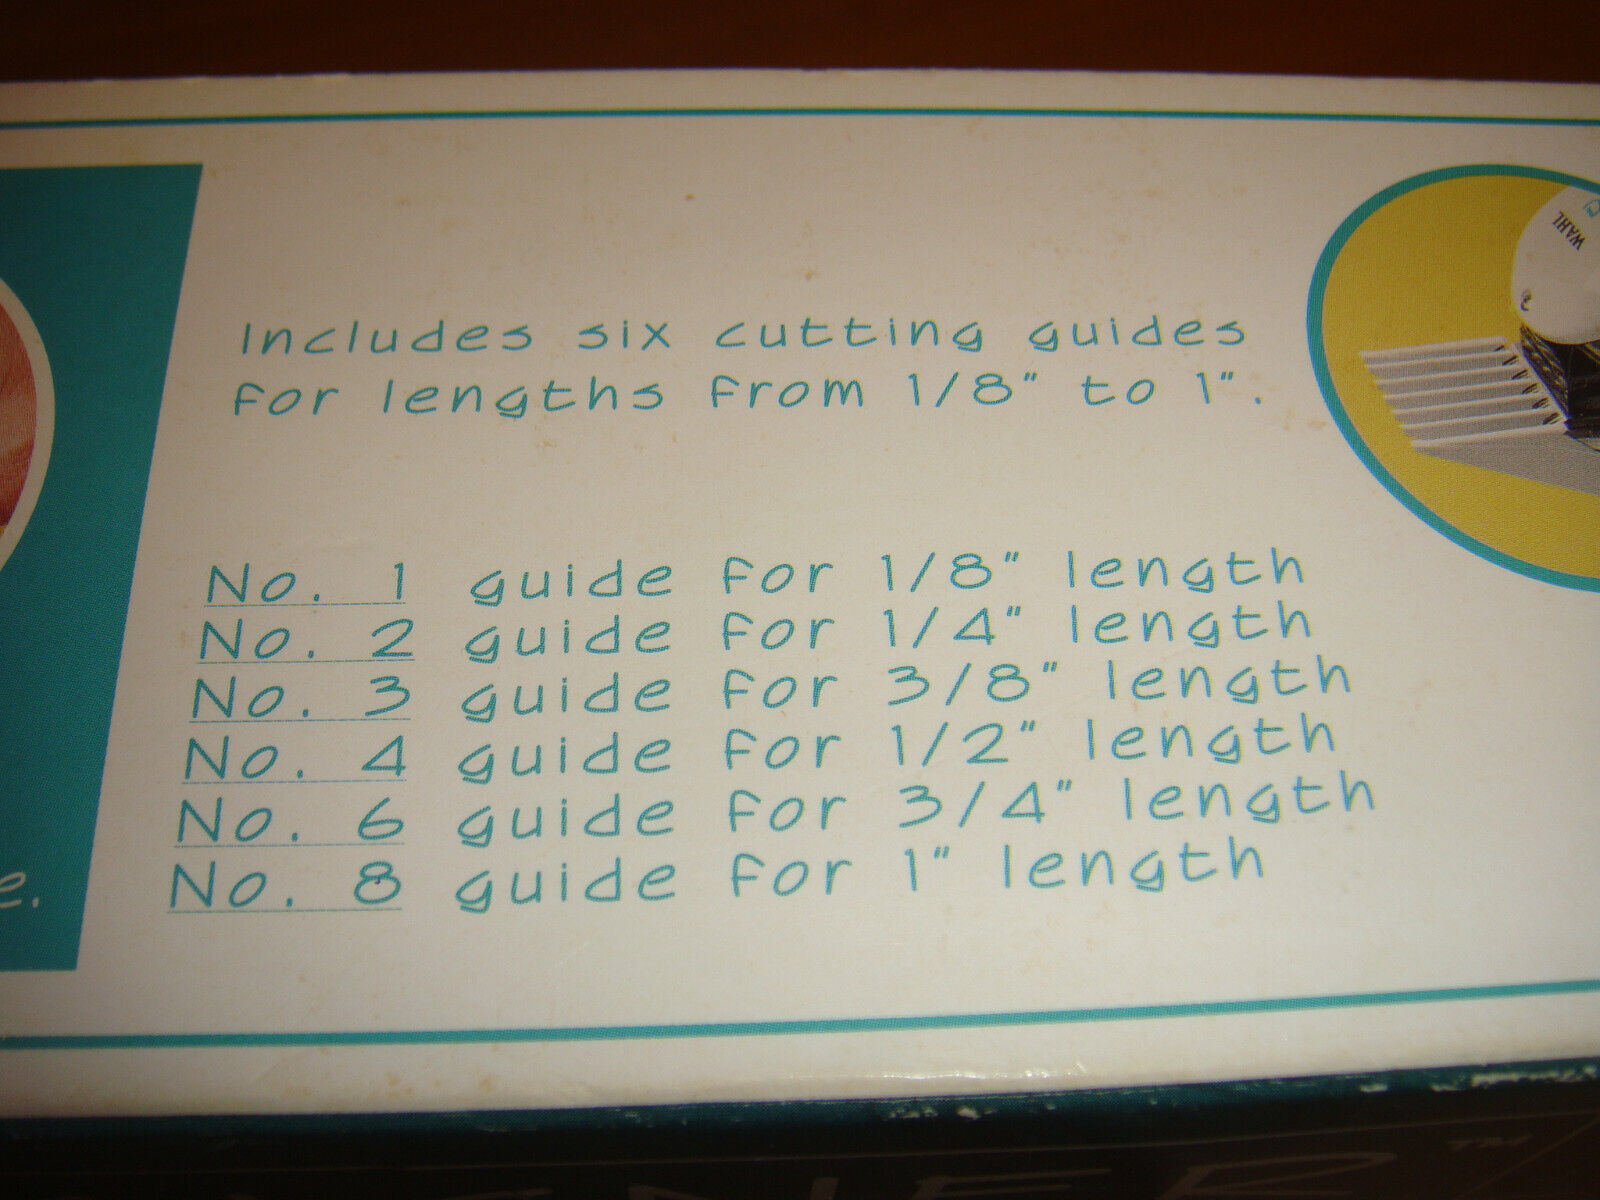 Includes six cutting guides
for lengths from 1/8" to 1".
No. 1 guide for 1/8" length
No. 2 guide for 1/4" length
No. 3 guide for 3/8" length
No. 4 guide for 1/2" length
No. 6 guide for 3/4" length
No. 8 guide for 1" length
WAHL
e.